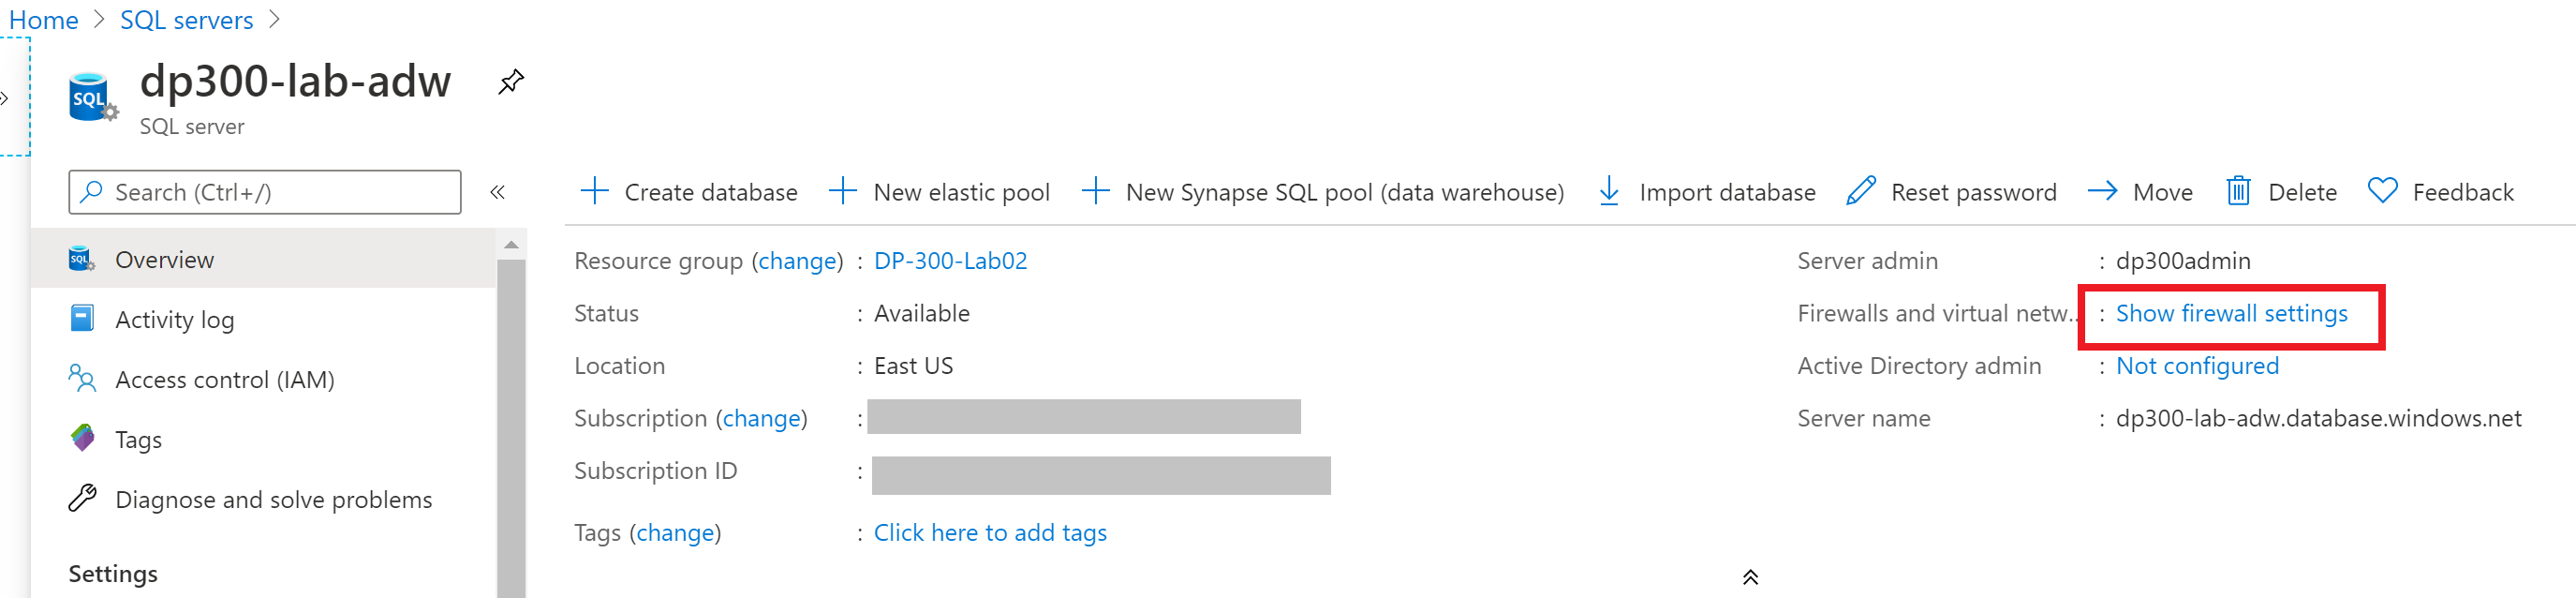 Home > SQL servers >
dp300-lab-adw
SQL
SQL server
Search (Ctrl+/)
Create database
New elastic pool
New Synapse SQL pool (data warehouse)
Import database
Reset password
Move
Delete
Feedback
SQL
Overview
Activity log
Access control (IAM)
Tags
Diagnose and solve problems
Settings
Resource group (change) : DP-300-Lab02
Status : Available
Location : East US
Subscription (change) :
Subscription ID :
Tags (change) : Click here to add tags
Server admin : dp300admin
Firewalls and virtual netw... : Show firewall settings
Active Directory admin : Not configured
Server name : dp300-lab-adw.database.windows.net